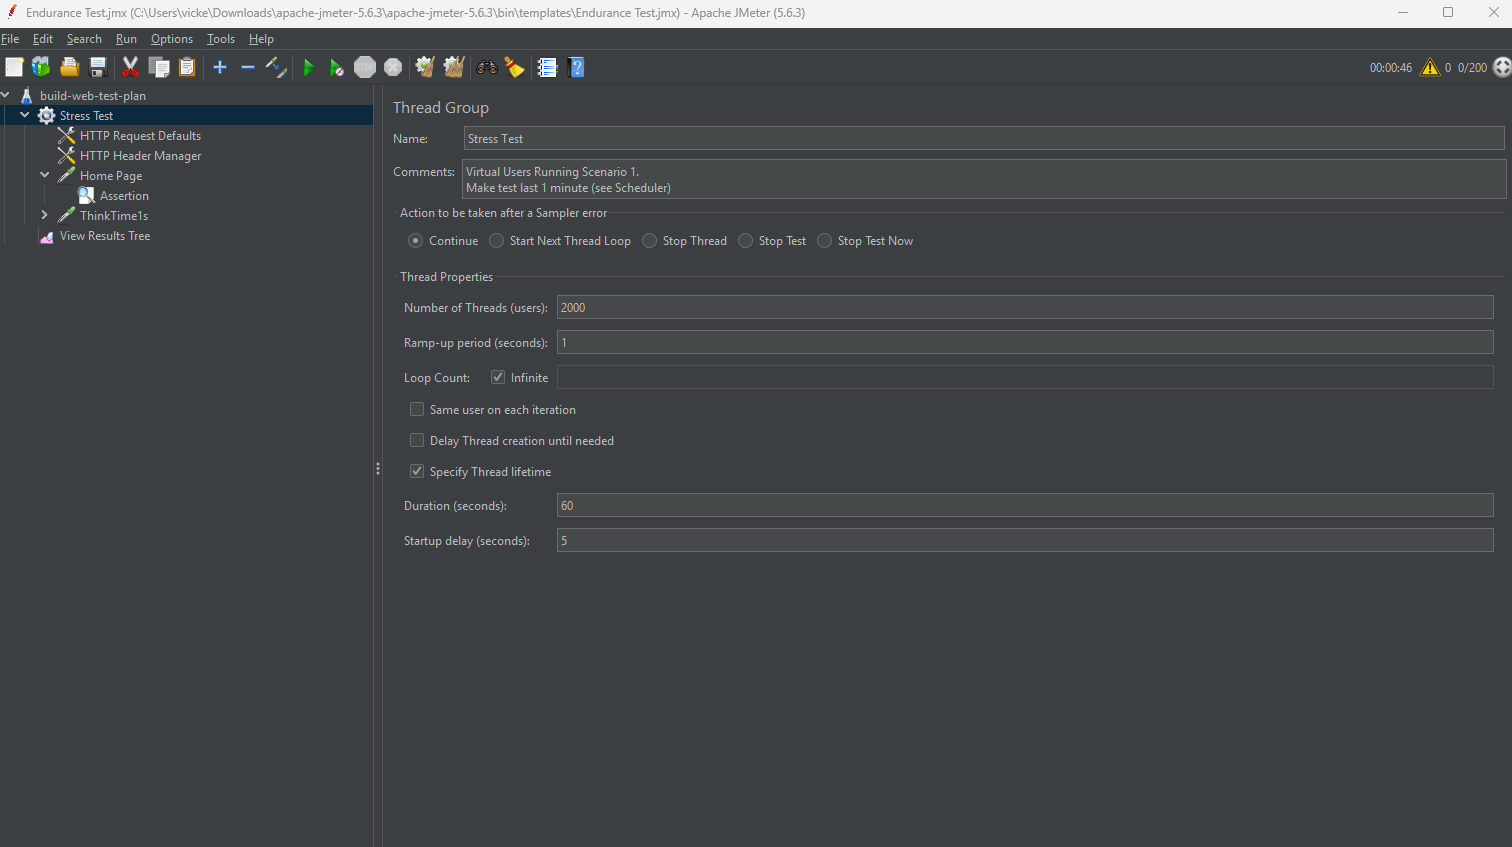 Endurance Test.jmx (C:\Users\vicke\Downloads\apache-jmeter-5.6.3\apache-jmeter-5.6.3\bin\templates\Endurance Test.jmx) - Apache JMeter (5.6.3)
File Edit Search Run Options Tools Help
STOP
00:00:46 0 0/200
build-web-test-plan
Stress Test
HTTP Request Defaults
HTTP Header Manager
Home Page
Assertion
ThinkTime1s
View Results Tree
Thread Group
Name: Stress Test
Comments: Virtual Users Running Scenario 1.
Make test last 1 minute (see Scheduler)
Action to be taken after a Sampler error
Continue Start Next Thread Loop Stop Thread Stop Test Stop Test Now
Thread Properties
Number of Threads (users): 2000
Ramp-up period (seconds): 1
Loop Count: Infinite
Same user on each iteration
Delay Thread creation until needed
Specify Thread lifetime
Duration (seconds): 60
Startup delay (seconds): 5